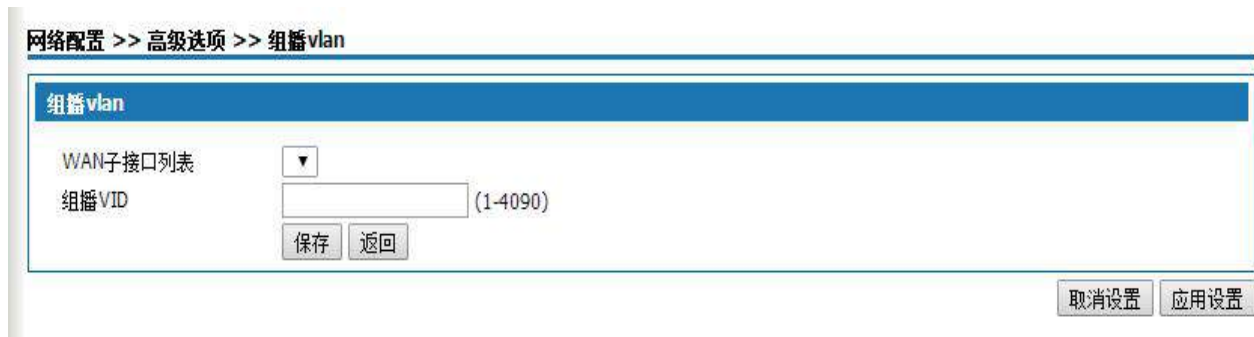 网络配置 >> 高级选项 >> 组播vlan
组播vlan
WAN子接口列表
组播VID (1-4090)
保存 返回
取消设置 应用设置